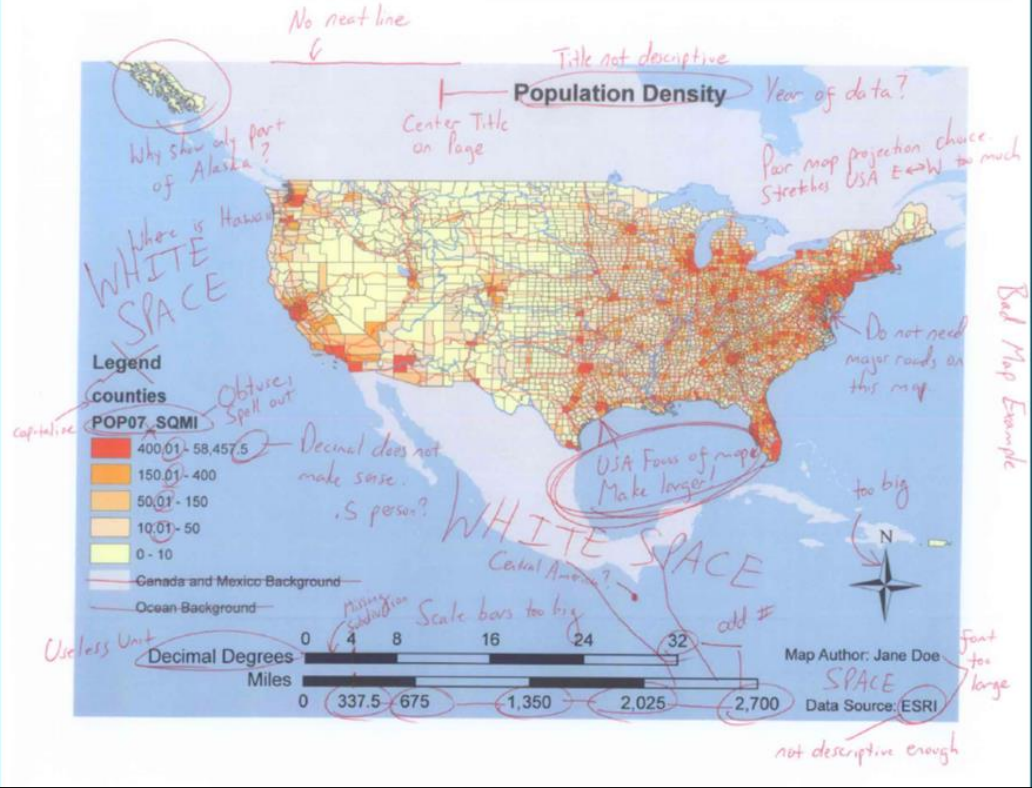 No neat line
Title not descriptive
Population Density
Year of data?
Center Title
on Page
Why show only part
of Alaska?
Poor map projection choice.
Stretches USA E↔W too much
Where is Hawaii
WHITE
SPACE
Bad Map Example
Do not need
major roads on
this map
Legend
counties
capitalize
POP07_SQMI
Obtuse,
Spell out
400.01 - 58,457.5
150.01 - 400
50.01 - 150
10.01 - 50
0 - 10
Canada and Mexico Background
Ocean Background
Decimal does not
make sense.
.5 person?
USA Focus of map
Make larger!
WHITE SPACE
Central America?
too big
N
Missing
Subdivision
Scale bars too big
add #
Useless Unit
0 4 8 16 24 32
Decimal Degrees
Miles
0 337.5 675 1,350 2,025 2,700
Map Author: Jane Doe
SPACE
Data Source: ESRI
font
too
large
not descriptive enough